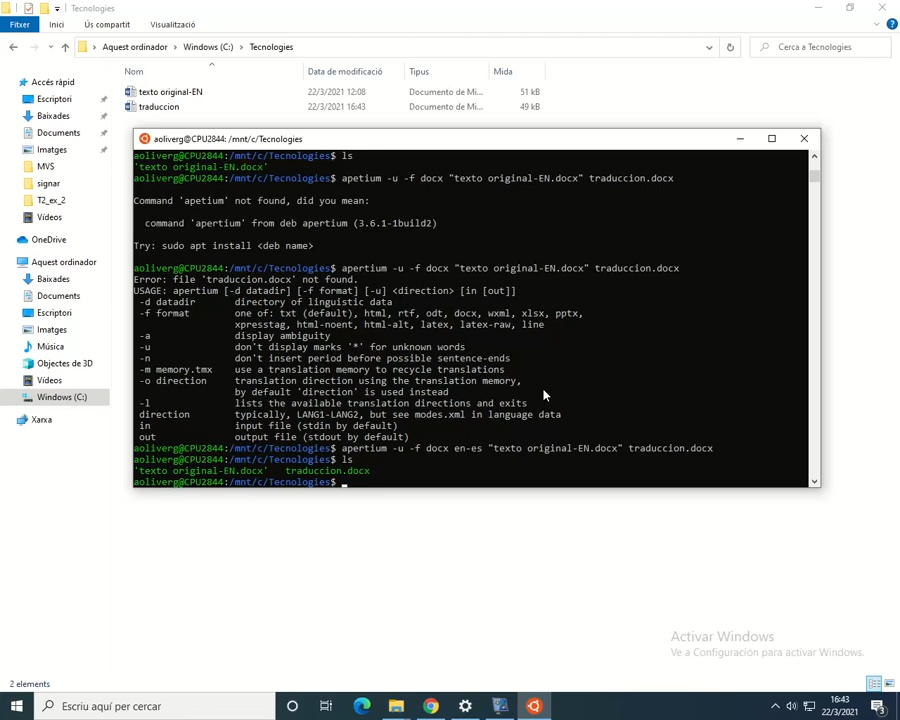 Tecnologies
Fitxer Inici Ús compartit Visualització
Aquest ordinador > Windows (C:) > Tecnologies
Cerca a Tecnologies
Nom Data de modificació Tipus Mida
texto original-EN 22/3/2021 12:08 Documento de Mi... 51 kB
traduccion 22/3/2021 16:43 Documento de Mi... 49 kB
Accés ràpid
Escriptori
Baixades
Documents
Imatges
MVS
signar
T2_ex_2
Vídeos
OneDrive
Aquest ordinador
Baixades
Documents
Escriptori
Imatges
Música
Objectes de 3D
Vídeos
Windows (C:)
Xarxa
aoliverg@CPU2844: /mnt/c/Tecnologies
aoliverg@CPU2844:/mnt/c/Tecnologies$ ls
'texto original-EN.docx'
aoliverg@CPU2844:/mnt/c/Tecnologies$ apetium -u -f docx "texto original-EN.docx" traduccion.docx
Command 'apetium' not found, did you mean:
command 'apertium' from deb apertium (3.6.1-1build2)
Try: sudo apt install <deb name>
aoliverg@CPU2844:/mnt/c/Tecnologies$ apertium -u -f docx "texto original-EN.docx" traduccion.docx
Error: file 'traduccion.docx' not found.
USAGE: apertium [-d datadir] [-f format] [-u] <direction> [in [out]]
-d datadir directory of linguistic data
-f format one of: txt (default), html, rtf, odt, docx, wxml, xlsx, pptx,
xpresstag, html-noent, html-alt, latex, latex-raw, line
-a display ambiguity
-u don't display marks '*' for unknown words
-n don't insert period before possible sentence-ends
-m memory.tmx use a translation memory to recycle translations
-o direction translation direction using the translation memory,
by default 'direction' is used instead
-l lists the available translation directions and exits
direction typically, LANG1-LANG2, but see modes.xml in language data
in input file (stdin by default)
out output file (stdout by default)
aoliverg@CPU2844:/mnt/c/Tecnologies$ apertium -u -f docx en-es "texto original-EN.docx" traduccion.docx
aoliverg@CPU2844:/mnt/c/Tecnologies$ ls
'texto original-EN.docx' traduccion.docx
aoliverg@CPU2844:/mnt/c/Tecnologies$
Activar Windows
Ve a Configuración para activar Windows.
2 elements
Escriu aquí per cercar
16:43
22/3/2021
3